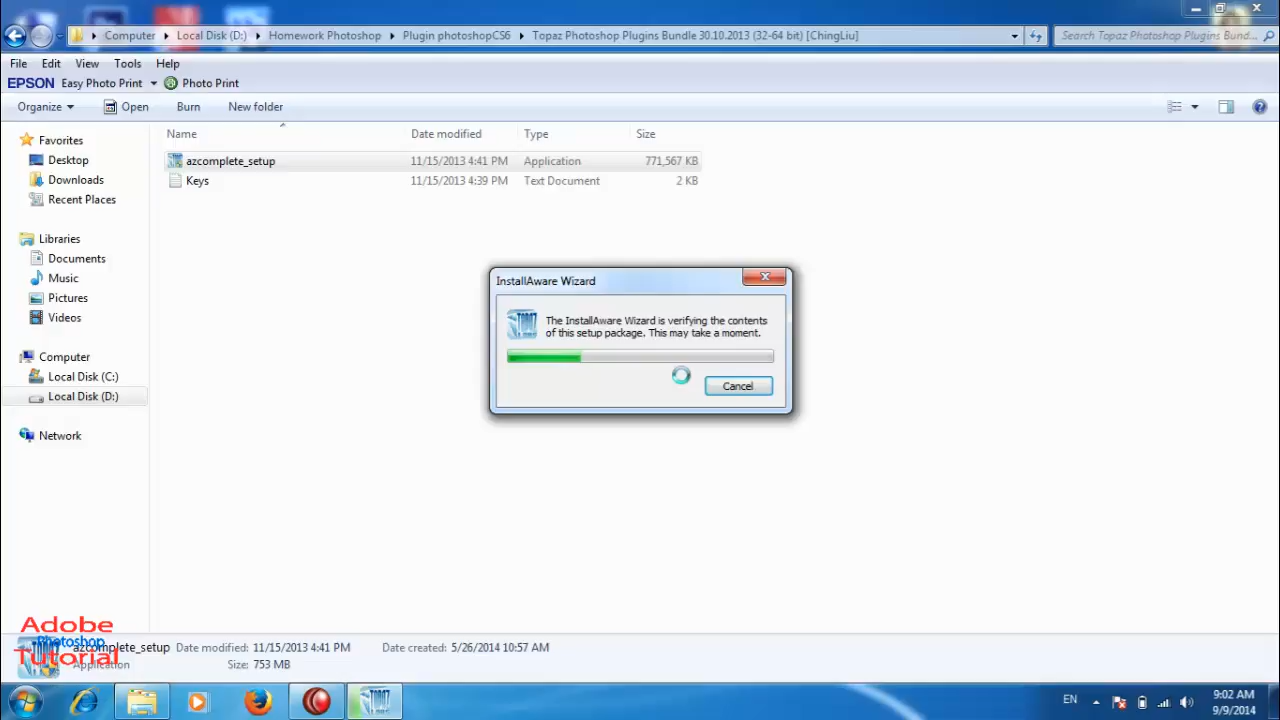 Computer Local Disk (D:) Homework Photoshop Plugin photoshopCS6 Topaz Photoshop Plugins Bundle 30.10.2013 (32-64 bit) [ChingLiu] Search Topaz Photoshop Plugins Bund...
File Edit View Tools Help
EPSON Easy Photo Print Photo Print
Organize Open Burn New folder
Name Date modified Type Size
Favorites
azcomplete_setup 11/15/2013 4:41 PM Application 771,567 KB
Desktop
Keys 11/15/2013 4:39 PM Text Document 2 KB
Downloads
Recent Places
Libraries
Documents
Music
Pictures
Videos
Computer
Local Disk (C:)
Local Disk (D:)
Network
InstallAware Wizard
The InstallAware Wizard is verifying the contents
of this setup package. This may take a moment.
Cancel
Adobe
Photoshop
Tutorial
azcomplete_setup Date modified: 11/15/2013 4:41 PM Date created: 5/26/2014 10:57 AM
Application Size: 753 MB
EN 9:02 AM
9/9/2014